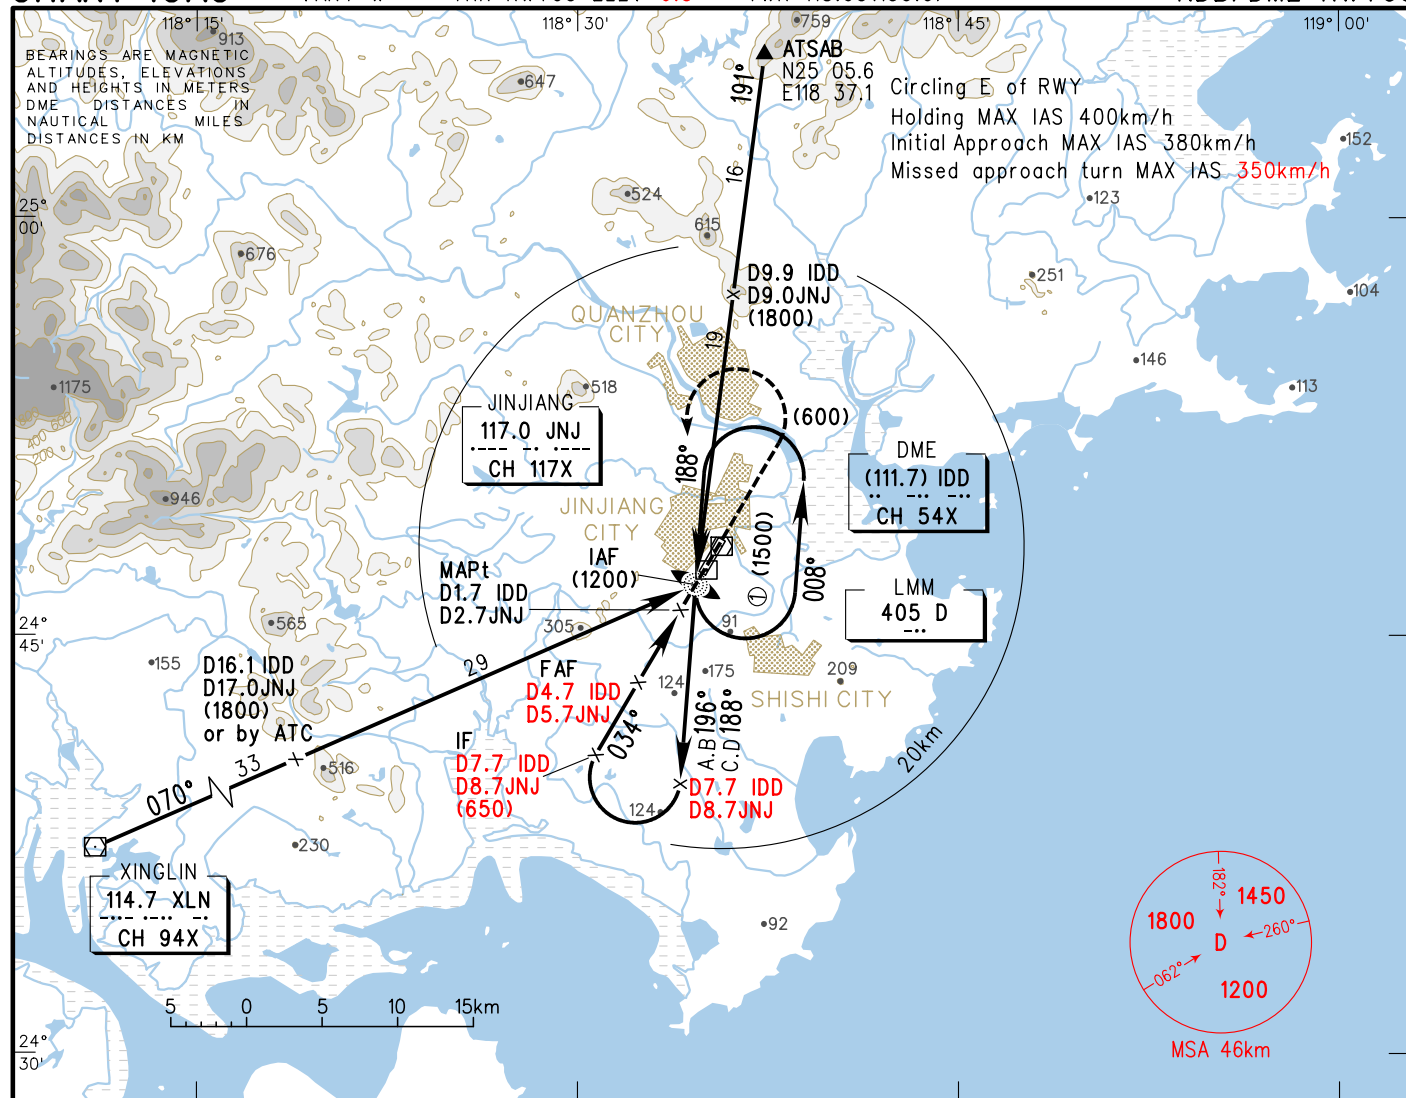 118°15'
118°30'
118°45'
119°00'
BEARINGS ARE MAGNETIC
ALTITUDES, ELEVATIONS
AND HEIGHTS IN METERS
DME DISTANCES IN
NAUTICAL MILES
DISTANCES IN KM
913
647
759
ATSAB
N25 05.6
E118 37.1
191°
Circling E of RWY
Holding MAX IAS 400km/h
Initial Approach MAX IAS 380km/h
Missed approach turn MAX IAS 350km/h
152
123
16
524
615
25°
00'
676
251
104
D9.9 IDD
D9.0JNJ
(1800)
QUANZHOU
CITY
19
146
113
1175
518
400
600
200
JINJIANG
117.0 JNJ
CH 117X
(600)
188°
DME
(111.7) IDD
CH 54X
946
JINJIANG
CITY
(1500)
1
008°
IAF
(1200)
MAPt
D1.7 IDD
D2.7JNJ
LMM
405 D
24°
45'
565
305
91
155
29
175
209
124
SHISHI CITY
D16.1 IDD
D17.0JNJ
(1800)
or by ATC
FAF
D4.7 IDD
D5.7JNJ
034°
A.B196°
C.D188°
20km
IF
D7.7 IDD
D8.7JNJ
(650)
D7.7 IDD
D8.7JNJ
33
516
070°
124
230
XINGLIN
114.7 XLN
CH 94X
92
182°
1450
1800
D
260°
062°
1200
MSA 46km
5 0 5 10 15km
24°
30'